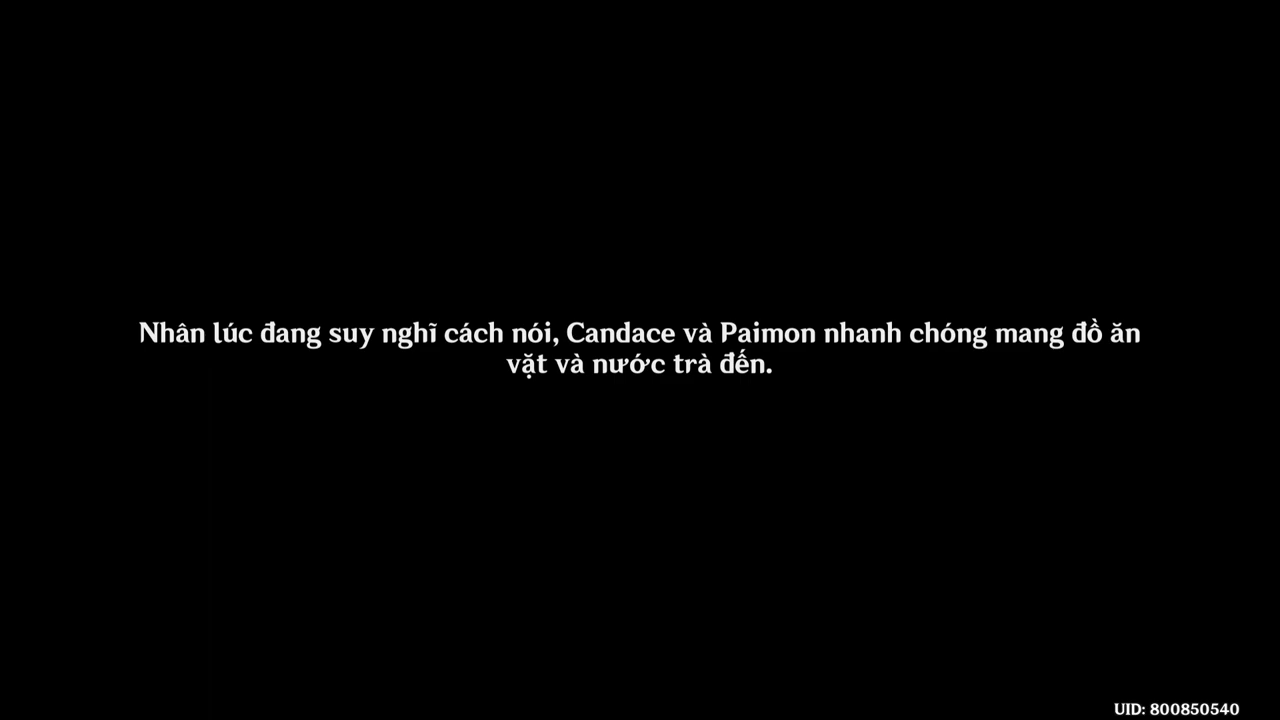 Nhân lúc đang suy nghĩ cách nói, Candace và Paimon nhanh chóng mang đồ ăn
vặt và nước trà đến.
UID: 800850540